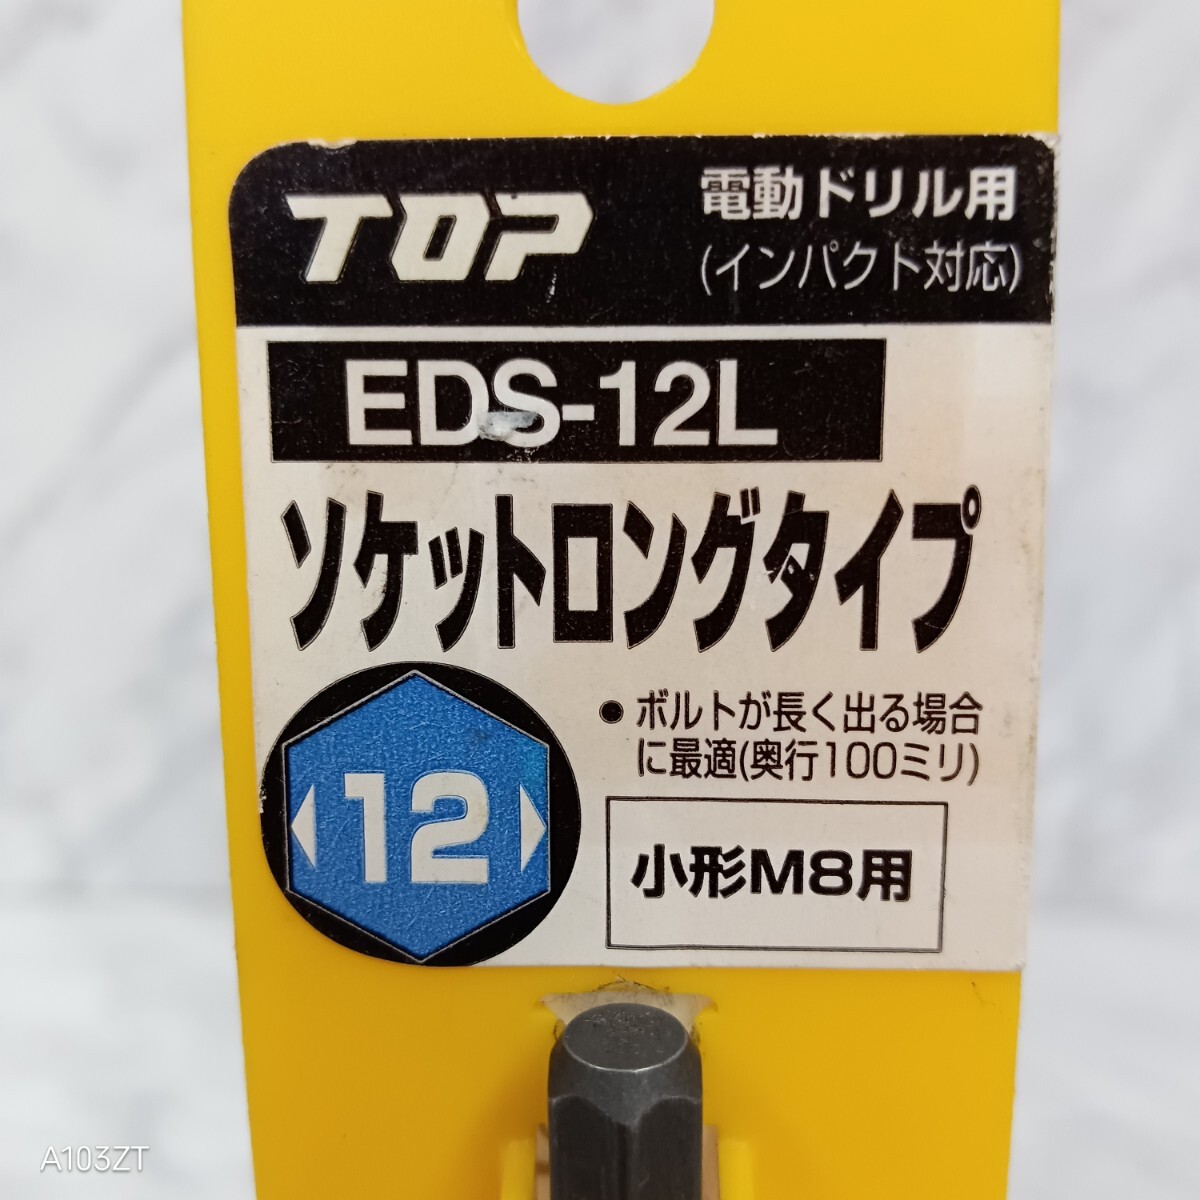 TOP
電動ドリル用
(インパクト対応)
EDS-12L
ソケットロングタイプ
12
●ボルトが長く出る場合
に最適(奥行100ミリ)
小形M8用
A103ZT